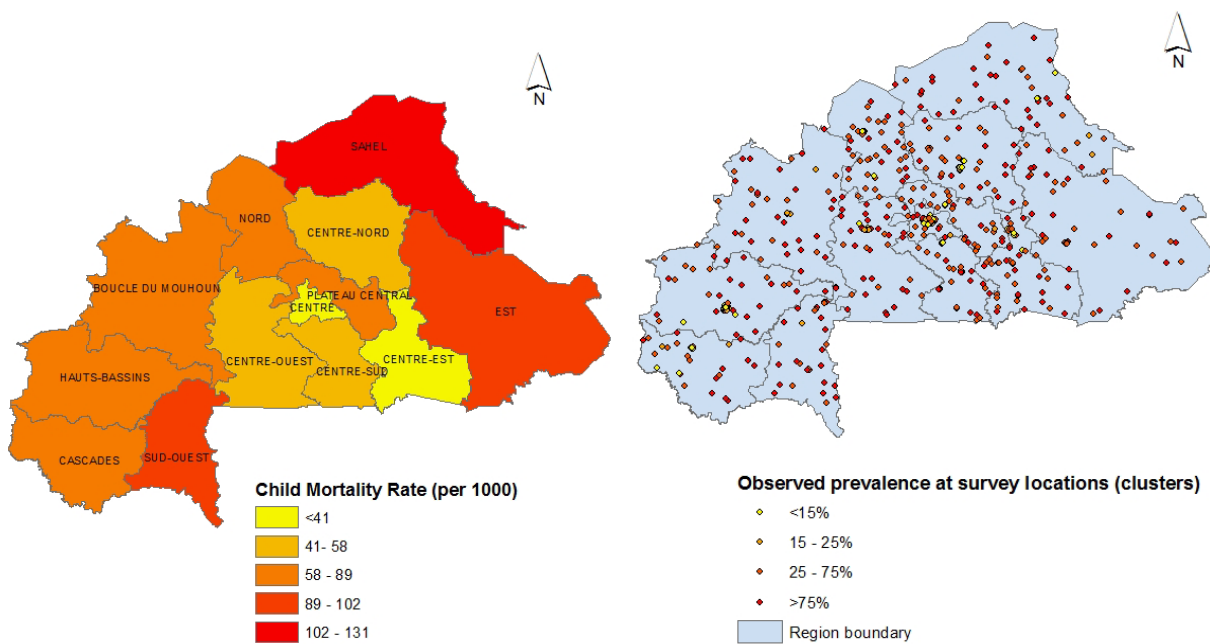 N
N
SAHEL
NORD
CENTRE-NORD
BOUCLE DU MOUHOUN
PLATEAU CENTRAL
CENTRE
EST
CENTRE-OUEST
CENTRE-EST
CENTRE-SUD
HAUTS-BASSINS
SUD-OUEST
CASCADES
Child Mortality Rate (per 1000)
<41
41- 58
58 - 89
89 - 102
102 - 131
Observed prevalence at survey locations (clusters)
<15%
15 - 25%
25 - 75%
>75%
Region boundary